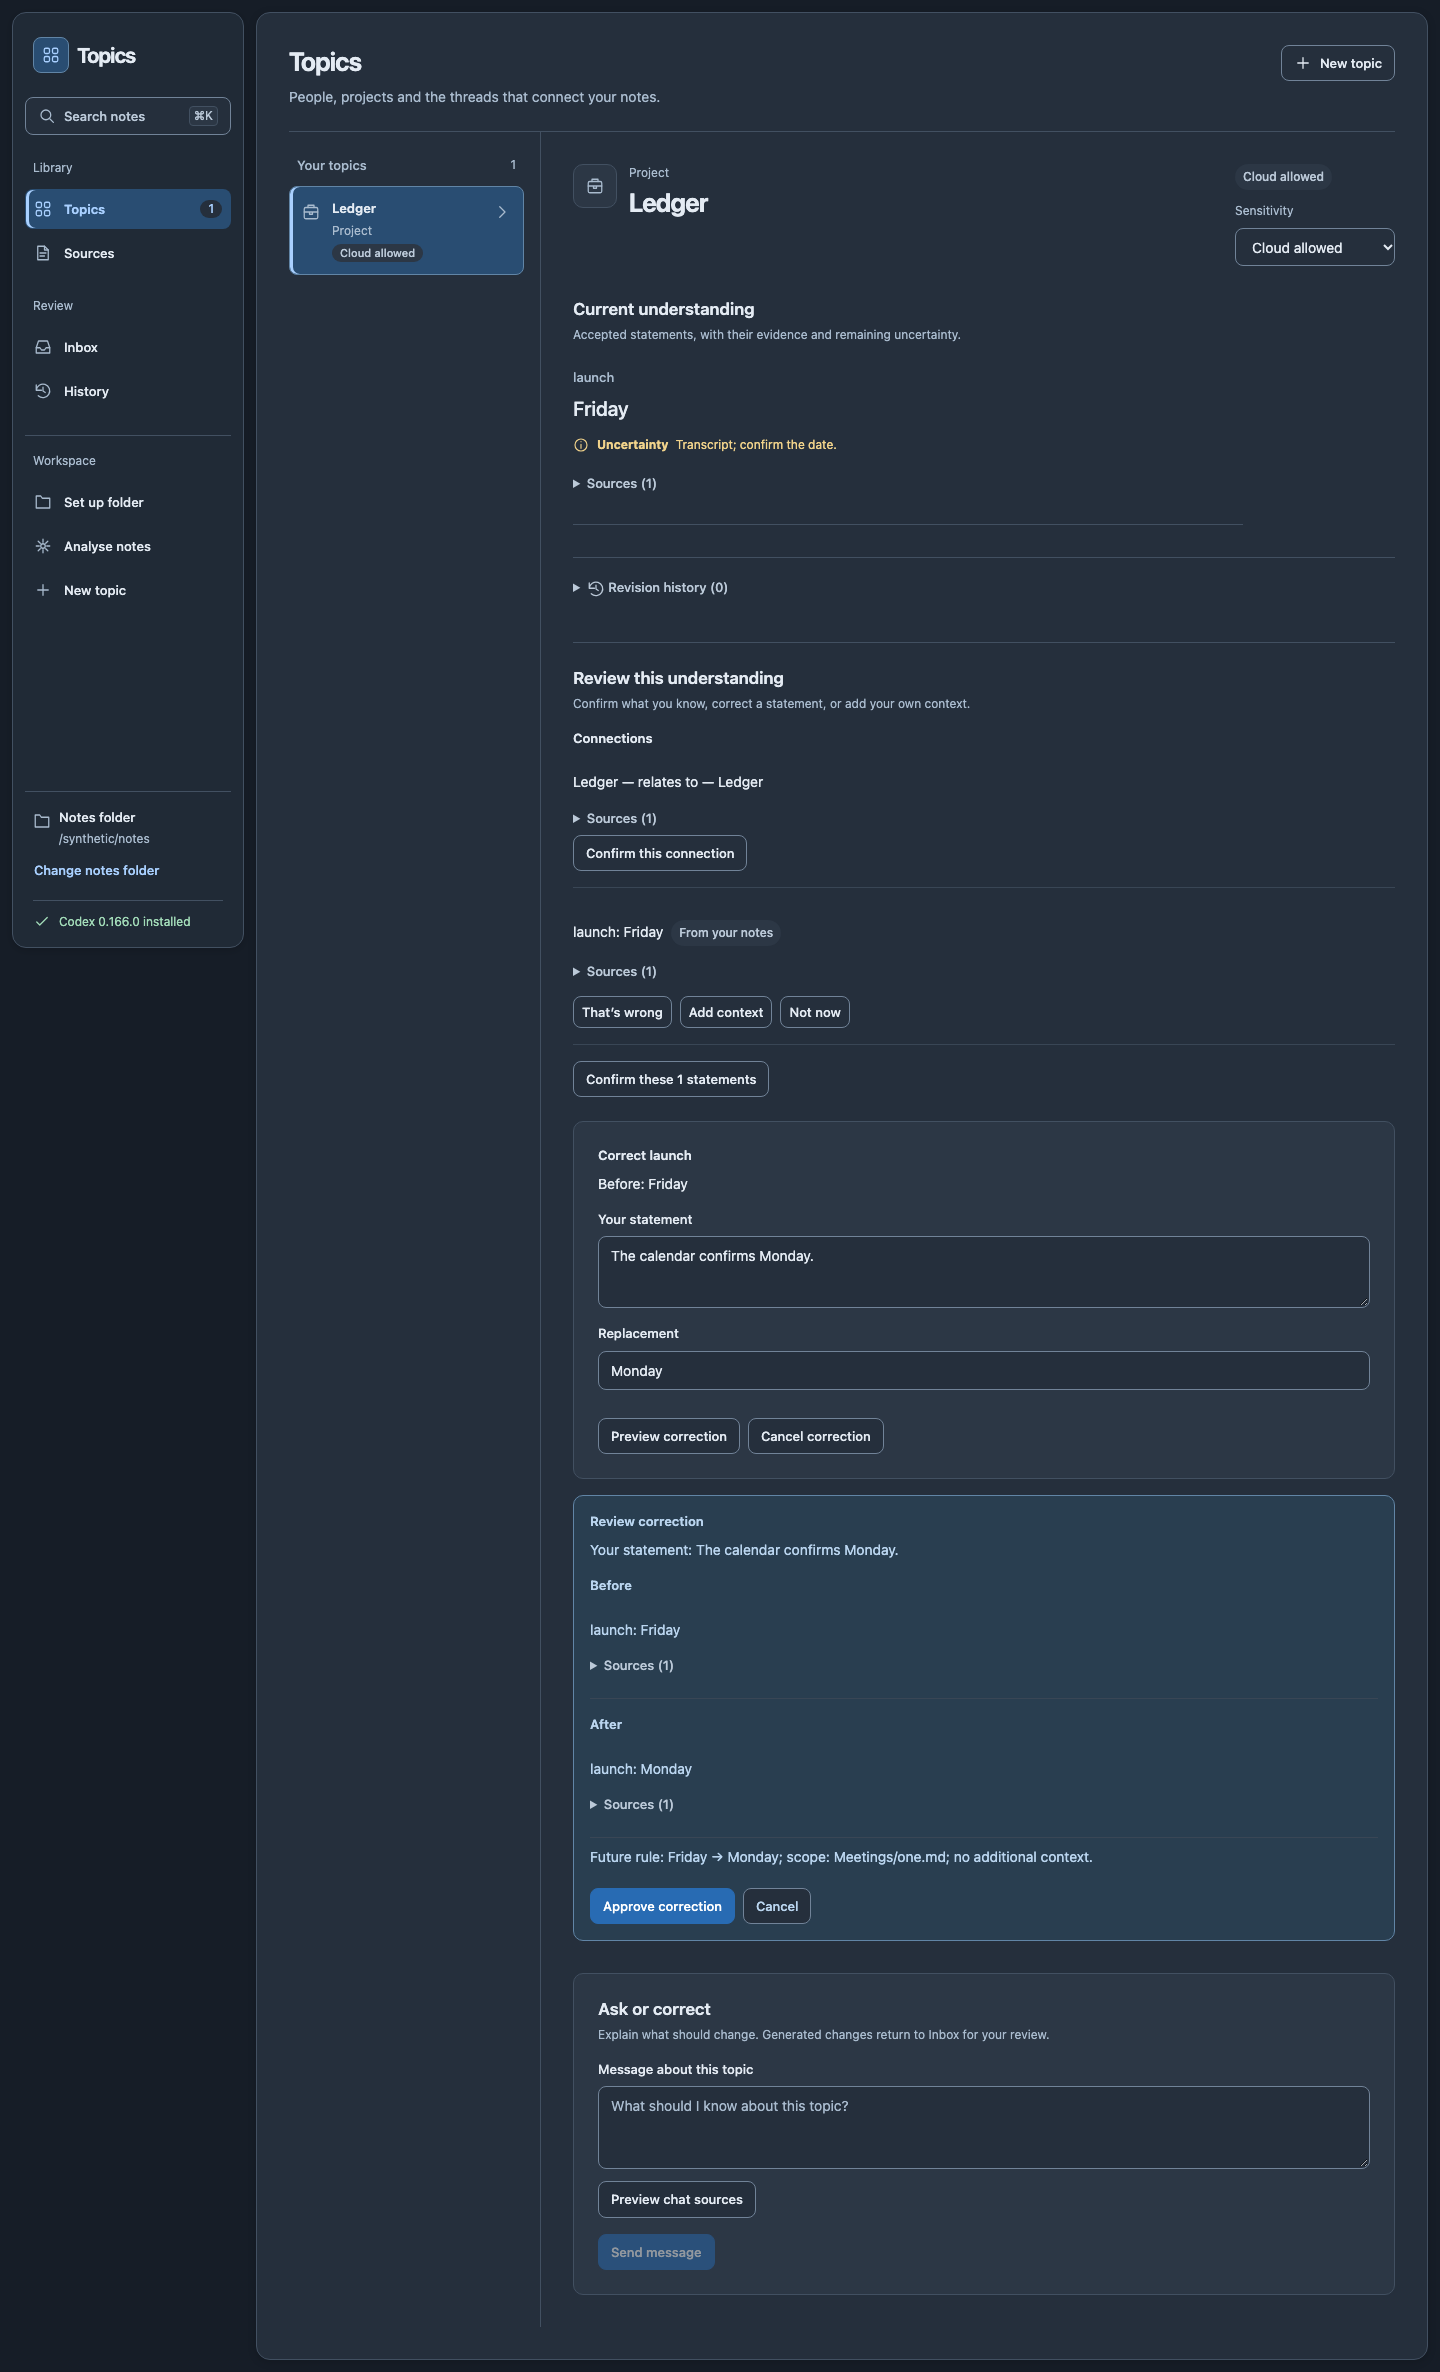 Topics
Search notes ⌘K
Library
Topics 1
Sources
Review
Inbox
History
Workspace
Set up folder
Analyse notes
New topic
Notes folder
/synthetic/notes
Change notes folder
Codex 0.166.0 installed
Topics
New topic
People, projects and the threads that connect your notes.
Your topics 1
Ledger
Project
Cloud allowed
Project
Ledger
Cloud allowed
Sensitivity
Cloud allowed
Current understanding
Accepted statements, with their evidence and remaining uncertainty.
launch
Friday
Uncertainty Transcript; confirm the date.
Sources (1)
Revision history (0)
Review this understanding
Confirm what you know, correct a statement, or add your own context.
Connections
Ledger — relates to — Ledger
Sources (1)
Confirm this connection
launch: Friday From your notes
Sources (1)
That’s wrong Add context Not now
Confirm these 1 statements
Correct launch
Before: Friday
Your statement
The calendar confirms Monday.
Replacement
Monday
Preview correction Cancel correction
Review correction
Your statement: The calendar confirms Monday.
Before
launch: Friday
Sources (1)
After
launch: Monday
Sources (1)
Future rule: Friday → Monday; scope: Meetings/one.md; no additional context.
Approve correction Cancel
Ask or correct
Explain what should change. Generated changes return to Inbox for your review.
Message about this topic
What should I know about this topic?
Preview chat sources
Send message